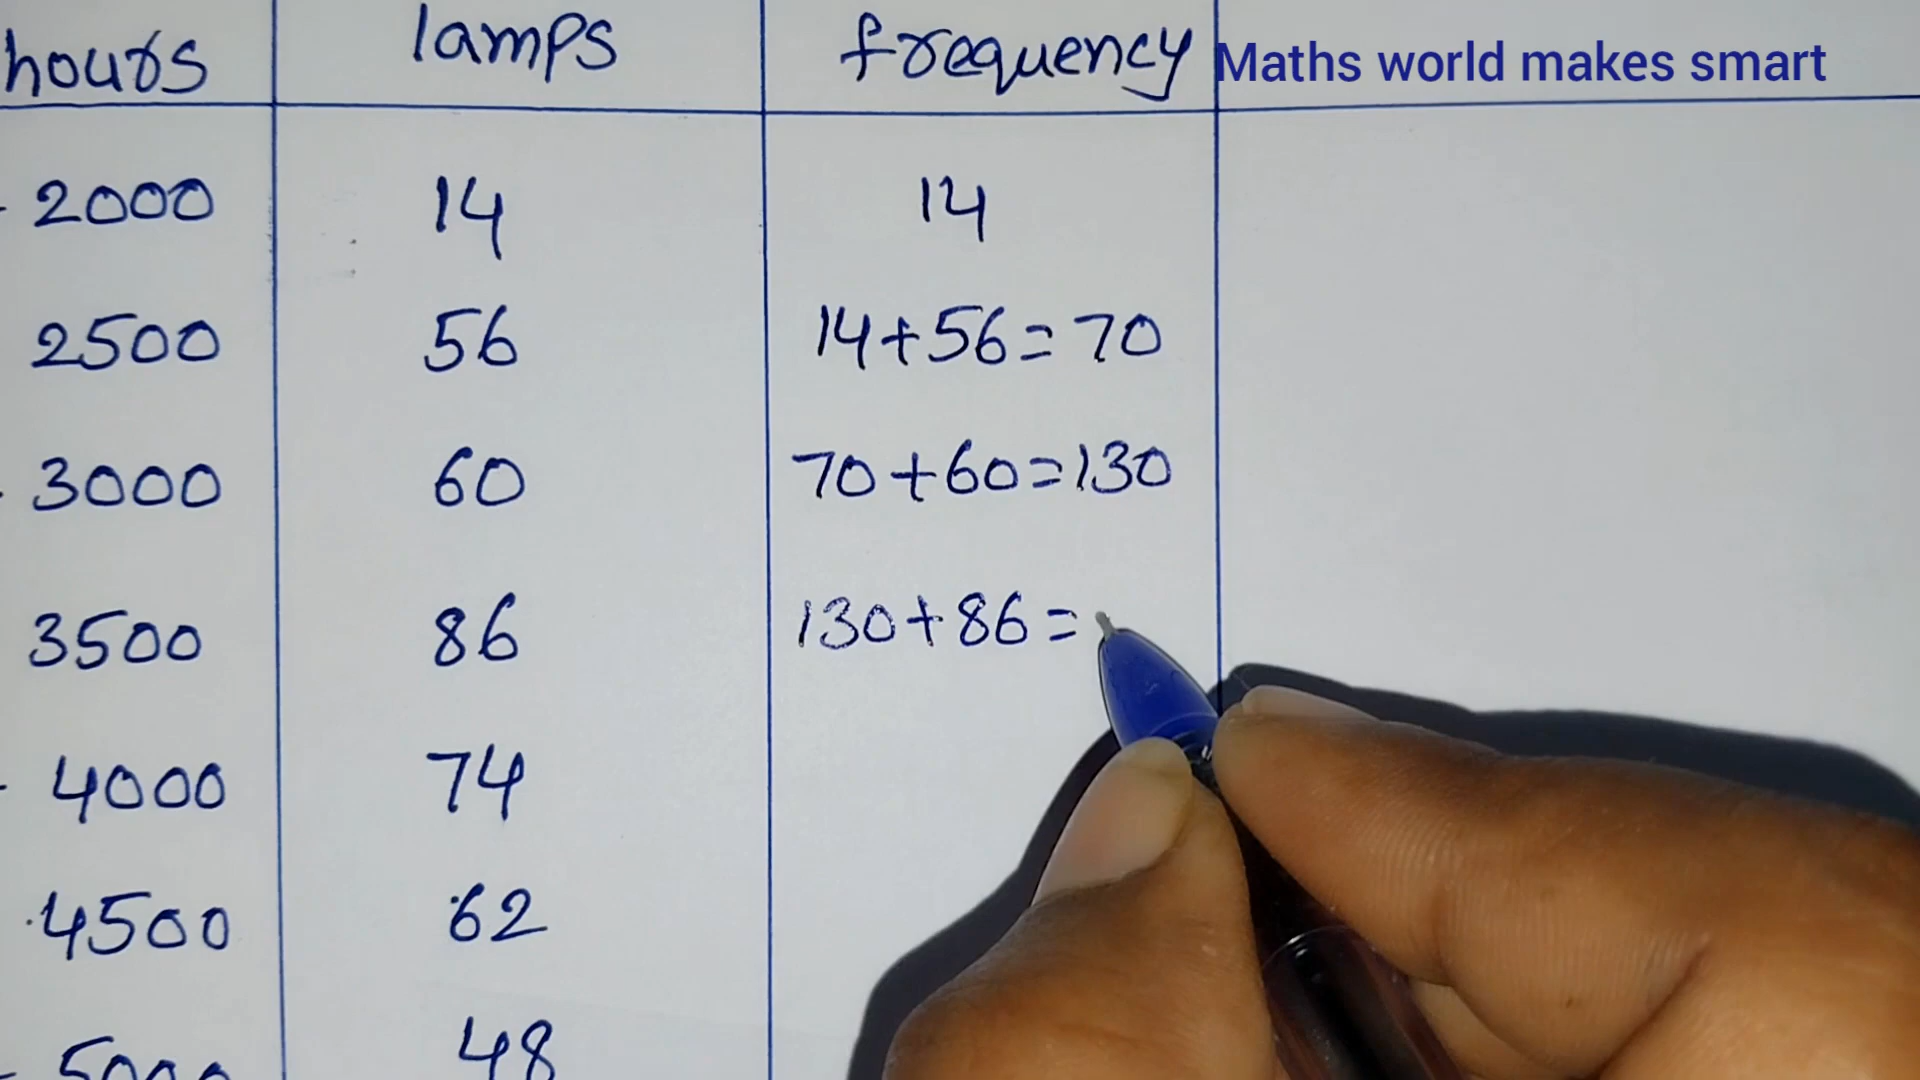 hours lamps frequency Maths world makes smart
- 2000 14 14
2500 56 14+56=70
- 3000 60 70+60=130
3500 86 130+86=
- 4000 74
4500 62
- 5000 48